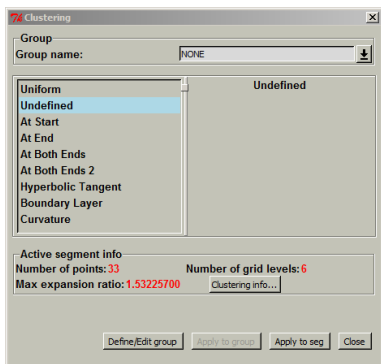 Clustering
Group
Group name: NONE
Uniform
Undefined
At Start
At End
At Both Ends
At Both Ends 2
Hyperbolic Tangent
Boundary Layer
Curvature
Undefined
Active segment info
Number of points: 33 Number of grid levels: 6
Max expansion ratio: 1.53225700 Clustering info...
Define/Edit group Apply to group Apply to seg Close